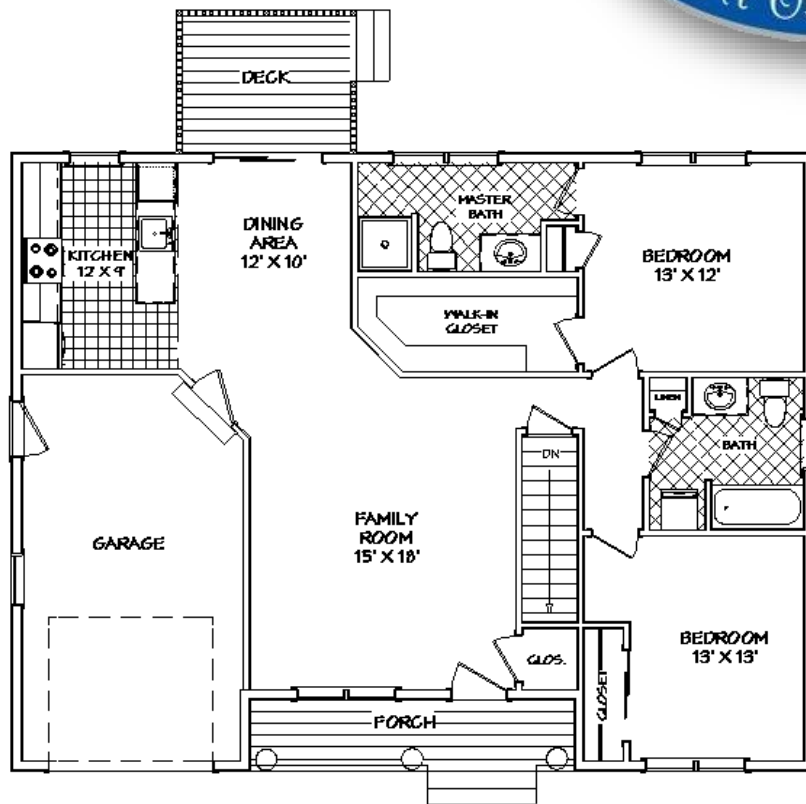 DECK
KITCHEN
12' X 9'
DINING
AREA
12' X 10'
MASTER
BATH
BEDROOM
13' X 12'
WALK-IN
CLOSET
LINEN
BATH
DN
GARAGE
FAMILY
ROOM
15' X 18'
BEDROOM
13' X 13'
CLOS.
CLOSET
PORCH